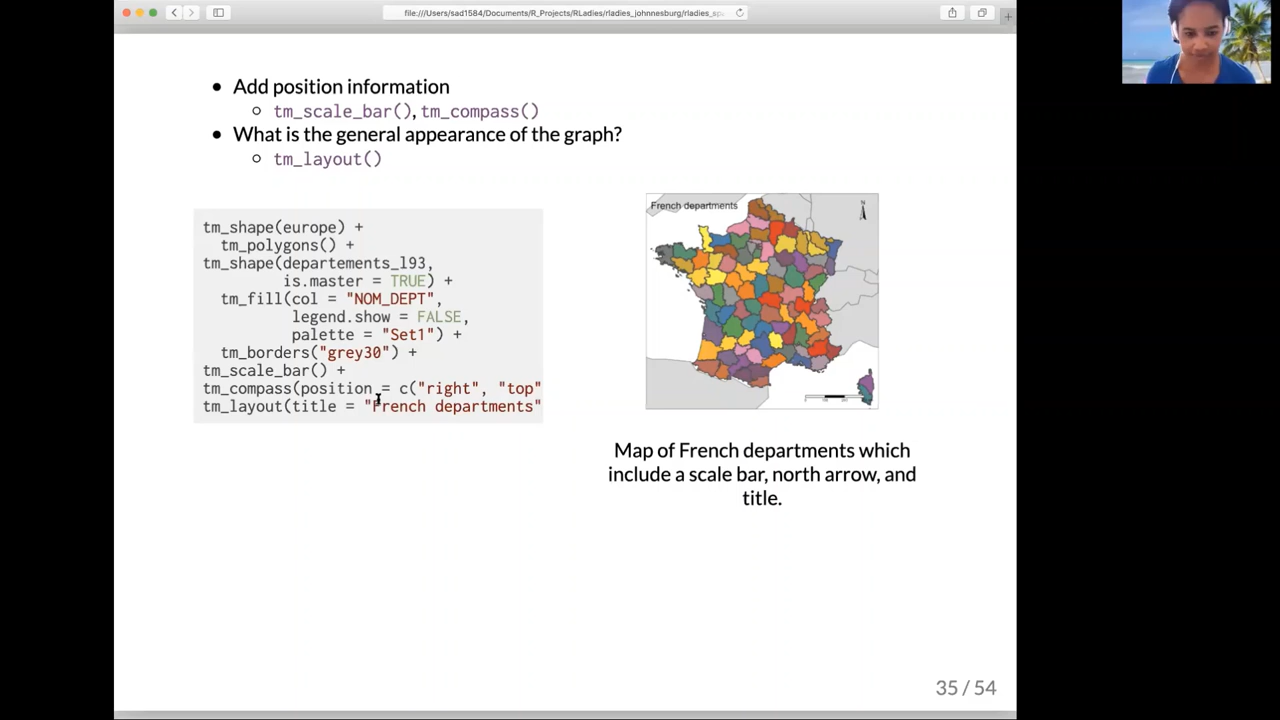 file:///Users/sad1584/Documents/R_Projects/RLadies/rladies_johnnesburg/rladies_spa
Add position information
tm_scale_bar(), tm_compass()
What is the general appearance of the graph?
tm_layout()
tm_shape(europe) +
tm_polygons() +
tm_shape(departements_l93,
is.master = TRUE) +
tm_fill(col = "NOM_DEPT",
legend.show = FALSE,
palette = "Set1") +
tm_borders("grey30") +
tm_scale_bar() +
tm_compass(position = c("right", "top"
tm_layout(title = "French departments"
French departments
N
Map of French departments which
include a scale bar, north arrow, and
title.
35 / 54